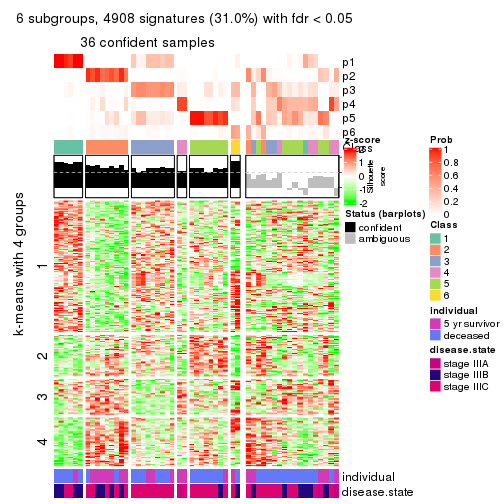 6 subgroups, 4908 signatures (31.0%) with fdr < 0.05
36 confident samples
p1
p2
p3
p4
p5
p6
Class
z-score
2
1
0
-1
-2
Silhouette
score
Prob
1
0.8
0.6
0.4
0.2
0
Status (barplots)
confident
ambiguous
Class
1
2
3
4
5
6
individual
5 yr survivor
deceased
disease.state
stage IIIA
stage IIIB
stage IIIC
k-means with 4 groups
1
2
3
4
individual
disease.state